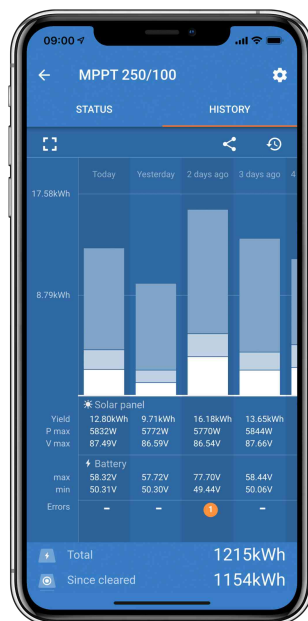 09:00
MPPT 250/100
STATUS HISTORY
Today Yesterday 2 days ago 3 days ago 4
17.58kWh
8.79kWh
Solar panel
Yield 12.80kWh 9.71kWh 16.18kWh 13.65kWh
P max 5832W 5772W 5770W 5844W
V max 87.49V 86.59V 86.54V 87.66V
Battery
max 58.32V 57.72V 77.70V 58.44V
min 50.31V 50.30V 49.44V 50.06V
Errors – – 1 –
Total 1215kWh
Since cleared 1154kWh